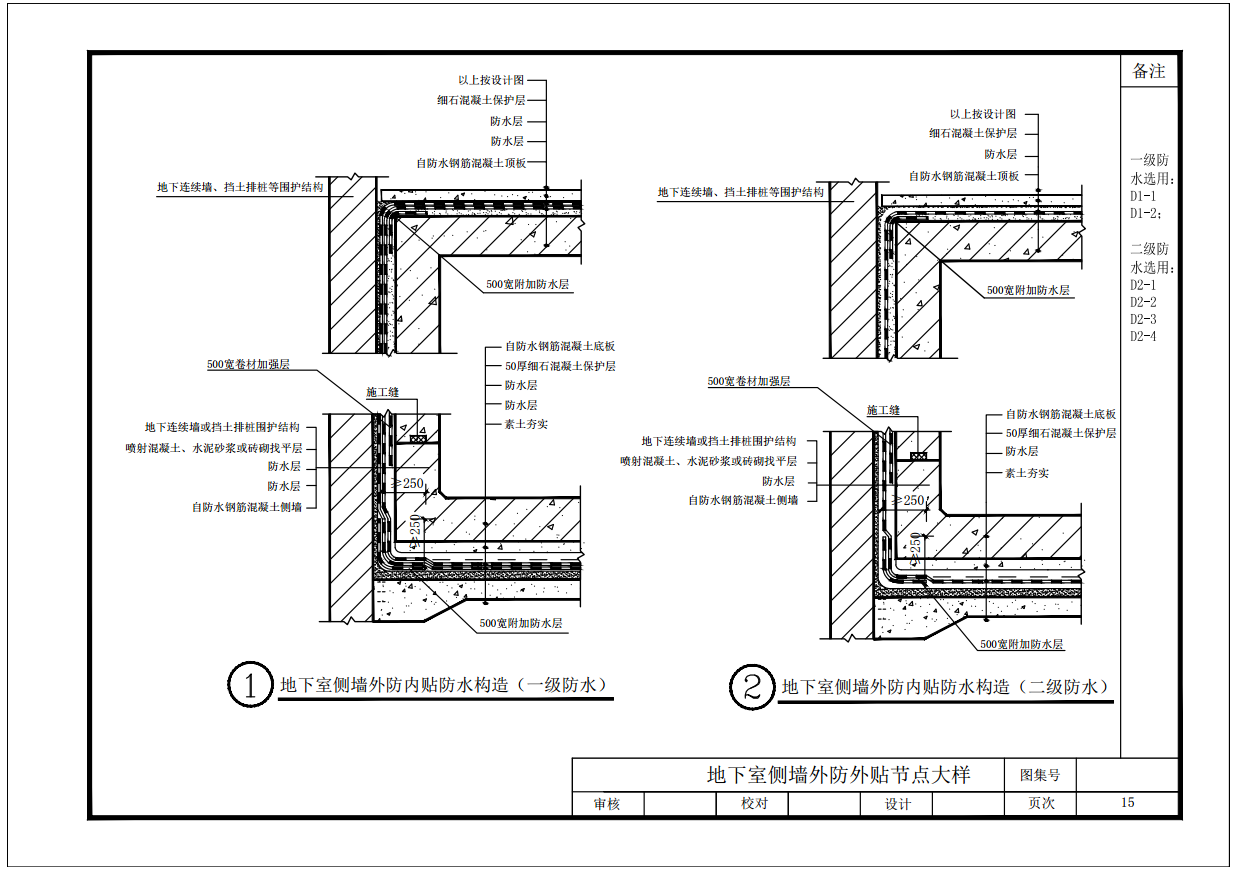 备注
一级防
水选用:
D1-1
D1-2;
二级防
水选用:
D2-1
D2-2
D2-3
D2-4
以上按设计图
细石混凝土保护层
防水层
防水层
自防水钢筋混凝土顶板
地下连续墙、挡土排桩等围护结构
500宽附加防水层
500宽卷材加强层
施工缝
自防水钢筋混凝土底板
50厚细石混凝土保护层
防水层
防水层
素土夯实
地下连续墙或挡土排桩围护结构
喷射混凝土、水泥砂浆或砖砌找平层
防水层
防水层
自防水钢筋混凝土侧墙
≥250
≥250
500宽附加防水层
1 地下室侧墙外防内贴防水构造（一级防水）
以上按设计图
细石混凝土保护层
防水层
自防水钢筋混凝土顶板
地下连续墙、挡土排桩等围护结构
500宽附加防水层
500宽卷材加强层
施工缝
自防水钢筋混凝土底板
50厚细石混凝土保护层
防水层
素土夯实
地下连续墙或挡土排桩围护结构
喷射混凝土、水泥砂浆或砖砌找平层
防水层
自防水钢筋混凝土侧墙
≥250
≥250
500宽附加防水层
2 地下室侧墙外防内贴防水构造（二级防水）
地下室侧墙外防外贴节点大样 图集号
审核 校对 设计 页次 15